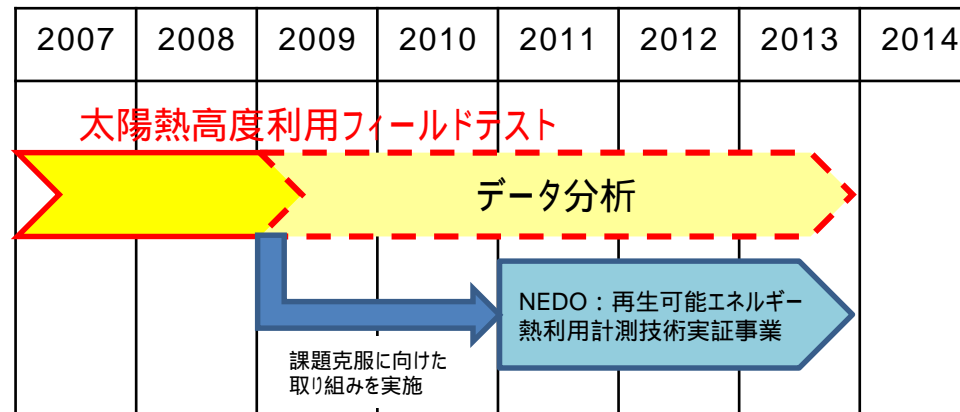 2007 2008 2009 2010 2011 2012 2013 2014
太陽熱高度利用フィールドテスト
データ分析
NEDO：再生可能エネルギー
熱利用計測技術実証事業
課題克服に向けた
取り組みを実施